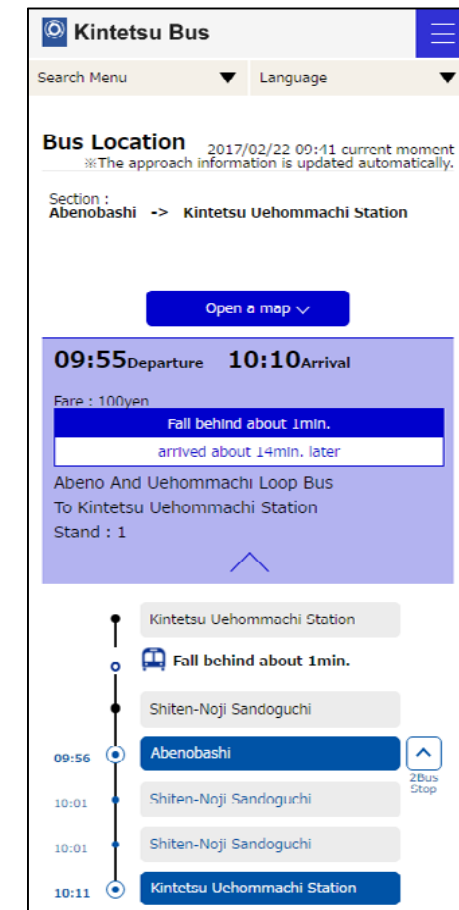 Kintetsu Bus
Search Menu ▼ Language ▼
Bus Location 2017/02/22 09:41 current moment
※The approach information is updated automatically.
Section :
Abenobashi -> Kintetsu Uehommachi Station
Open a map
09:55Departure 10:10Arrival
Fare : 100yen
Fall behind about 1min.
arrived about 14min. later
Abeno And Uehommachi Loop Bus
To Kintetsu Uehommachi Station
Stand : 1
Kintetsu Uehommachi Station
Fall behind about 1min.
Shiten-Noji Sandoguchi
09:56 Abenobashi
2Bus
Stop
10:01 Shiten-Noji Sandoguchi
10:01 Shiten-Noji Sandoguchi
10:11 Kintetsu Uehommachi Station